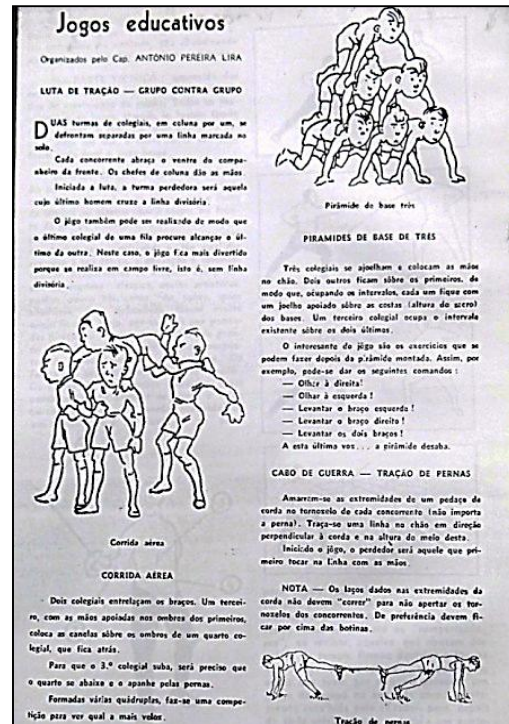 Jogos educativos
Organizados pelo Cap. ANTÓNIO PEREIRA LIRA
LUTA DE TRAÇÃO — GRUPO CONTRA GRUPO
DUAS turmas de colegiais, em coluna por um, se
defrontam separadas por uma linha marcada no
solo.
Cada concorrente abraça o ventre do compa-
nheiro da frente. Os chefes de coluna dão as mãos.
Iniciada a luta, a turma perdedora será aquela
cujo último homem cruze a linha divisória.
O jôgo também pode ser realizado de modo que
o último colegial de uma fila procure alcançar o úl-
timo da outra. Neste caso, o jôgo fica mais divertido
porque se realiza em campo livre, isto é, sem linha
divisória.
Corrida aérea
CORRIDA AÉREA
Dois colegiais entrelaçam os braços. Um tercei-
ro, com as mãos apoiadas nos ombros dos primeiros,
coloca as canelas sôbre os ombros de um quarto co-
legial, que fica atrás.
Para que o 3.º colegial suba, será preciso que
o quarto se abaixe e o apanhe pelas pernas.
Formadas várias quádruplas, faz-se uma compe-
tição para ver qual a mais veloz.
Pirâmide de base três
PIRAMIDES DE BASE DE TRES
Três colegiais se ajoelham e colocam as mãos
no chão. Dois outros ficam sôbre os primeiros, de
modo que, ocupando os intervalos, cada um fique com
um joelho apoiado sôbre as costas (altura do sacro)
dos bases. Um terceiro colegial ocupa o intervalo
existente sôbre os dois últimos.
O interessante do jôgo são os exercícios que se
podem fazer depois da pirâmide montada. Assim, por
exemplo, pode-se dar os seguintes comandos :
— Olhar à direita!
— Olhar à esquerda !
— Levantar o braço esquerdo !
— Levantar o braço direito !
— Levantar os dois braços !
A esta última voz... a pirâmide desaba.
CABO DE GUERRA — TRAÇÃO DE PERNAS
Amarram-se as extremidades de um pedaço de
corda no tornozelo de cada concorrente (não importa
a perna). Traça-se uma linha no chão em direção
perpendicular à corda e na altura do meio desta.
Iniciado o jôgo, o perdedor será aquele que pri-
meiro tocar na linha com as mãos.
NOTA — Os laços dados nas extremidades da
corda não devem "correr" para não apertar os tor-
nozelos dos concorrentes. De preferência devem fi-
car por cima das botinas.
Tração de pernas